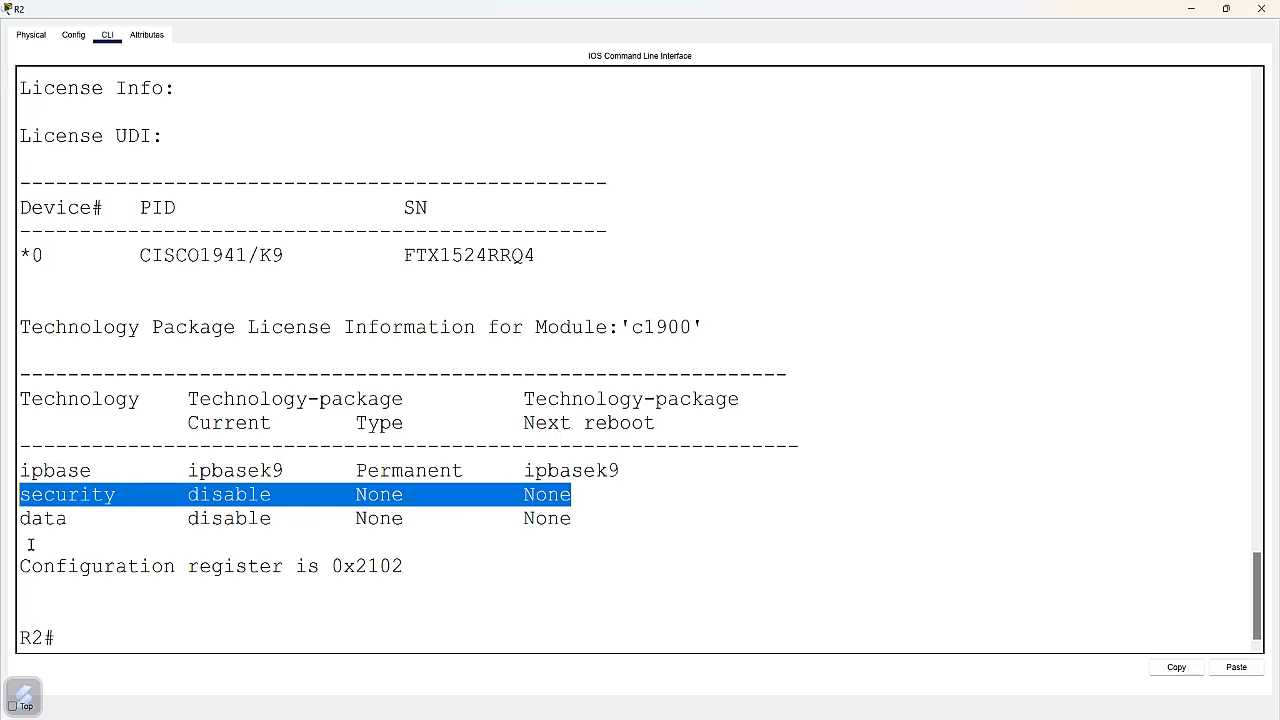 R2
Physical Config CLI Attributes
IOS Command Line Interface
License Info:
License UDI:
-------------------------------------------------
Device# PID SN
-------------------------------------------------
*0 CISCO1941/K9 FTX1524RRQ4
Technology Package License Information for Module:'c1900'
----------------------------------------------------------------
Technology Technology-package Technology-package
Current Type Next reboot
-----------------------------------------------------------------
ipbase ipbasek9 Permanent ipbasek9
security disable None None
data disable None None
Configuration register is 0x2102
R2#
Copy Paste
Top